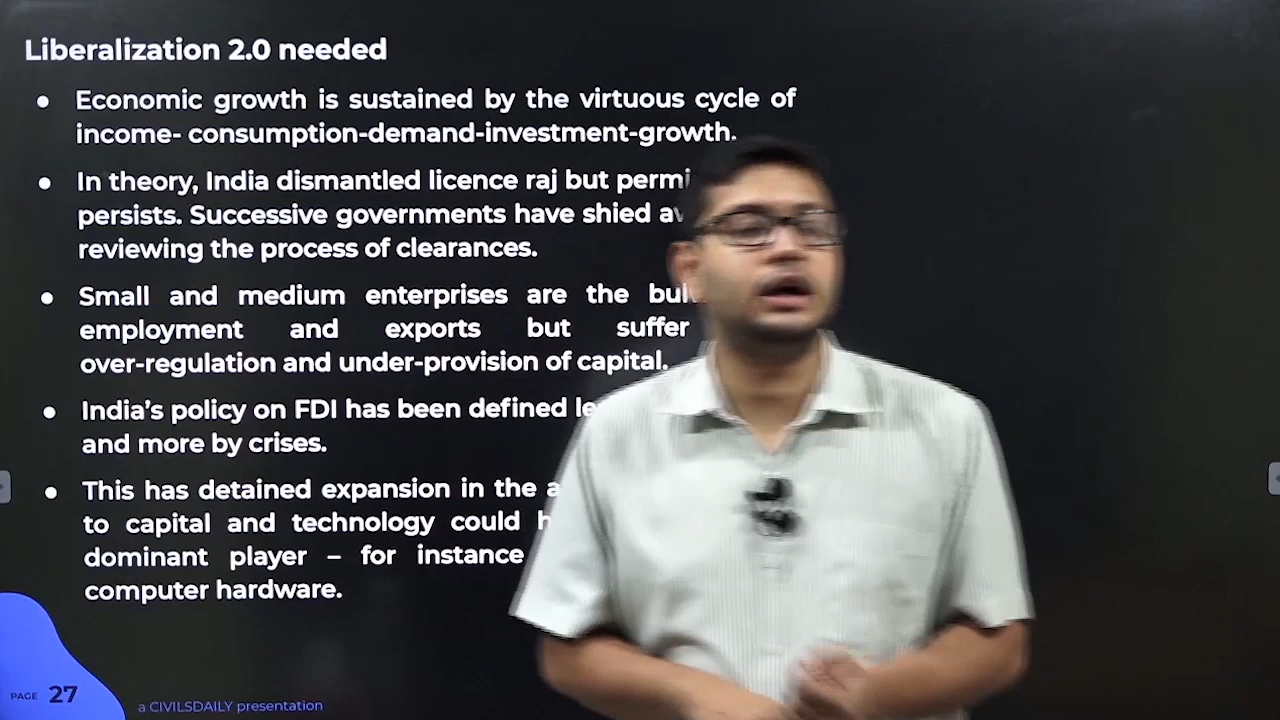 Liberalization 2.0 needed
• Economic growth is sustained by the virtuous cycle of
income- consumption-demand-investment-growth.
• In theory, India dismantled licence raj but
persists. Successive governments have shied
reviewing the process of clearances.
• Small and medium enterprises are the
employment and exports but suffer
over-regulation and under-provision of capital.
• India's policy on FDI has been defined
and more by crises.
• This has detained expansion in the
to capital and technology could
dominant player – for instance
computer hardware.
PAGE 27
a CIVILSDAILY presentation